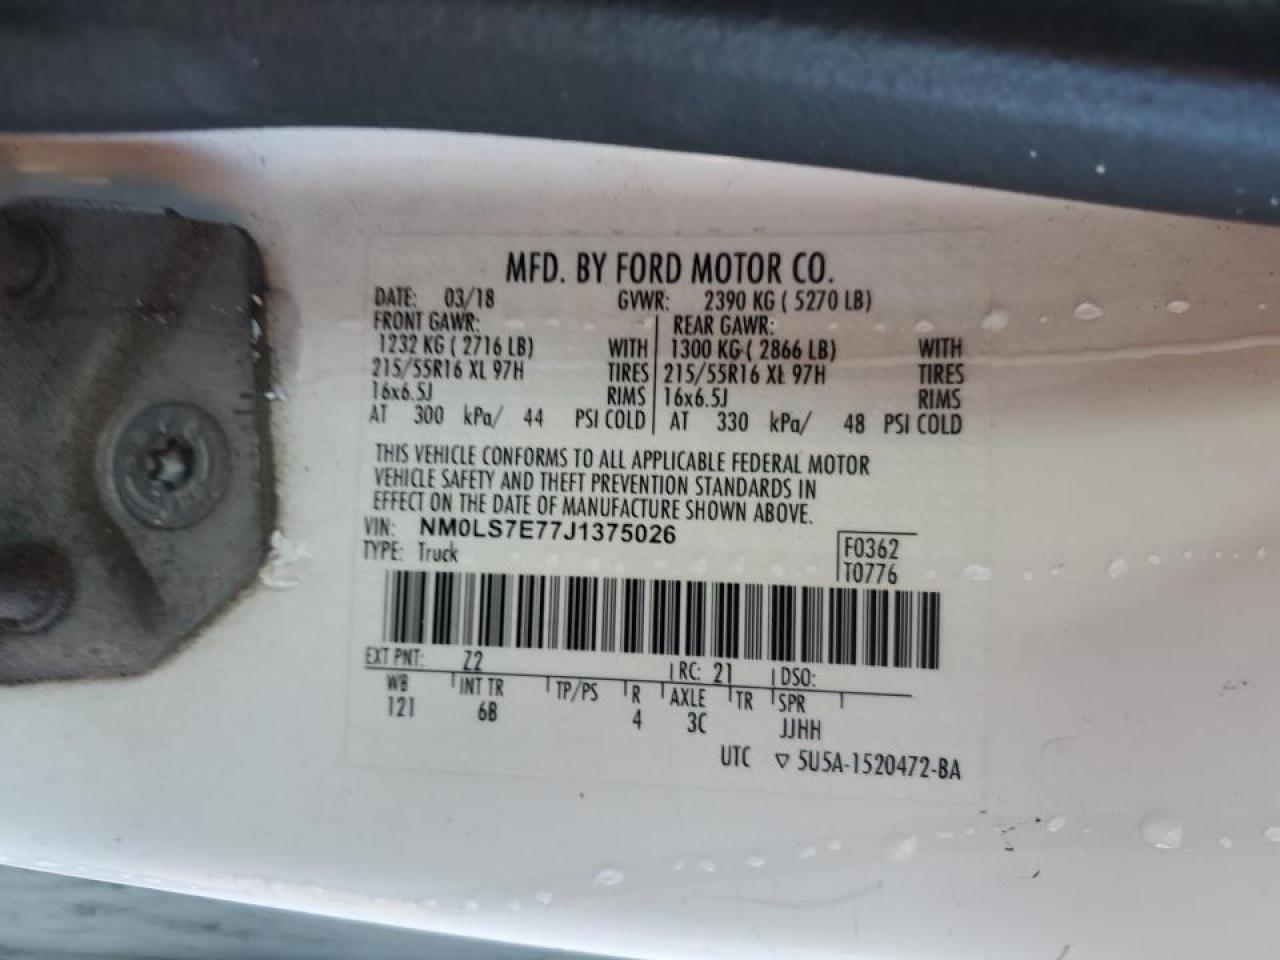 MFD. BY FORD MOTOR CO.
DATE: 03/18 GVWR: 2390 KG ( 5270 LB)
FRONT GAWR: REAR GAWR:
1232 KG ( 2716 LB) WITH 1300 KG ( 2866 LB) WITH
215/55R16 XL 97H TIRES 215/55R16 XL 97H TIRES
16x6.5J RIMS 16x6.5J RIMS
AT 300 kPa/ 44 PSI COLD AT 330 kPa/ 48 PSI COLD
THIS VEHICLE CONFORMS TO ALL APPLICABLE FEDERAL MOTOR
VEHICLE SAFETY AND THEFT PREVENTION STANDARDS IN
EFFECT ON THE DATE OF MANUFACTURE SHOWN ABOVE.
VIN: NM0LS7E77J1375026 F0362
TYPE: Truck T0776
EXT PNT: Z2 RC: 21 DSO:
WB INT TR TP/PS R AXLE TR SPR
121 6B 4 3C JJHH
UTC ▽ 5U5A-1520472-BA